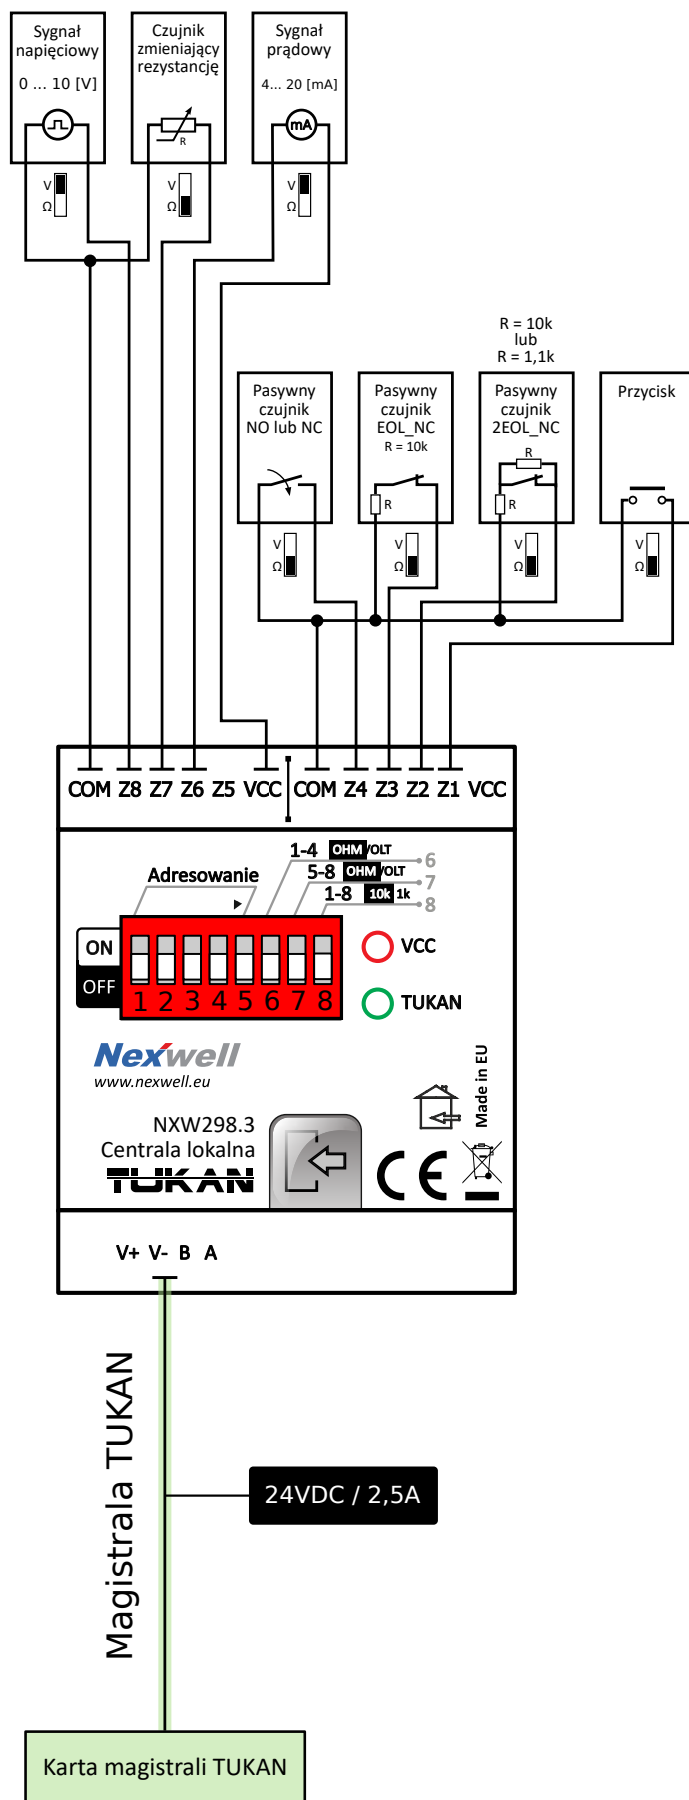 Sygnał
napięciowy
0 ... 10 [V]
Czujnik
zmieniający
rezystancję
R
Sygnał
prądowy
4... 20 [mA]
mA
V
Ω
V
Ω
V
Ω
R = 10k
lub
R = 1,1k
Pasywny
czujnik
NO lub NC
Pasywny
czujnik
EOL_NC
R = 10k
R
Pasywny
czujnik
2EOL_NC
R
R
Przycisk
V
Ω
V
Ω
V
Ω
V
Ω
COM Z8 Z7 Z6 Z5 VCC COM Z4 Z3 Z2 Z1 VCC
1-4 OHM/OLT 6
Adresowanie 5-8 OHM/OLT 7
1-8 10k 1k 8
ON
OFF
1 2 3 4 5 6 7 8
VCC
TUKAN
Nexwell
www.nexwell.eu
Made in EU
NXW298.3
Centrala lokalna
TUKAN
CE
V+ V- B A
Magistrala TUKAN
24VDC / 2,5A
Karta magistrali TUKAN